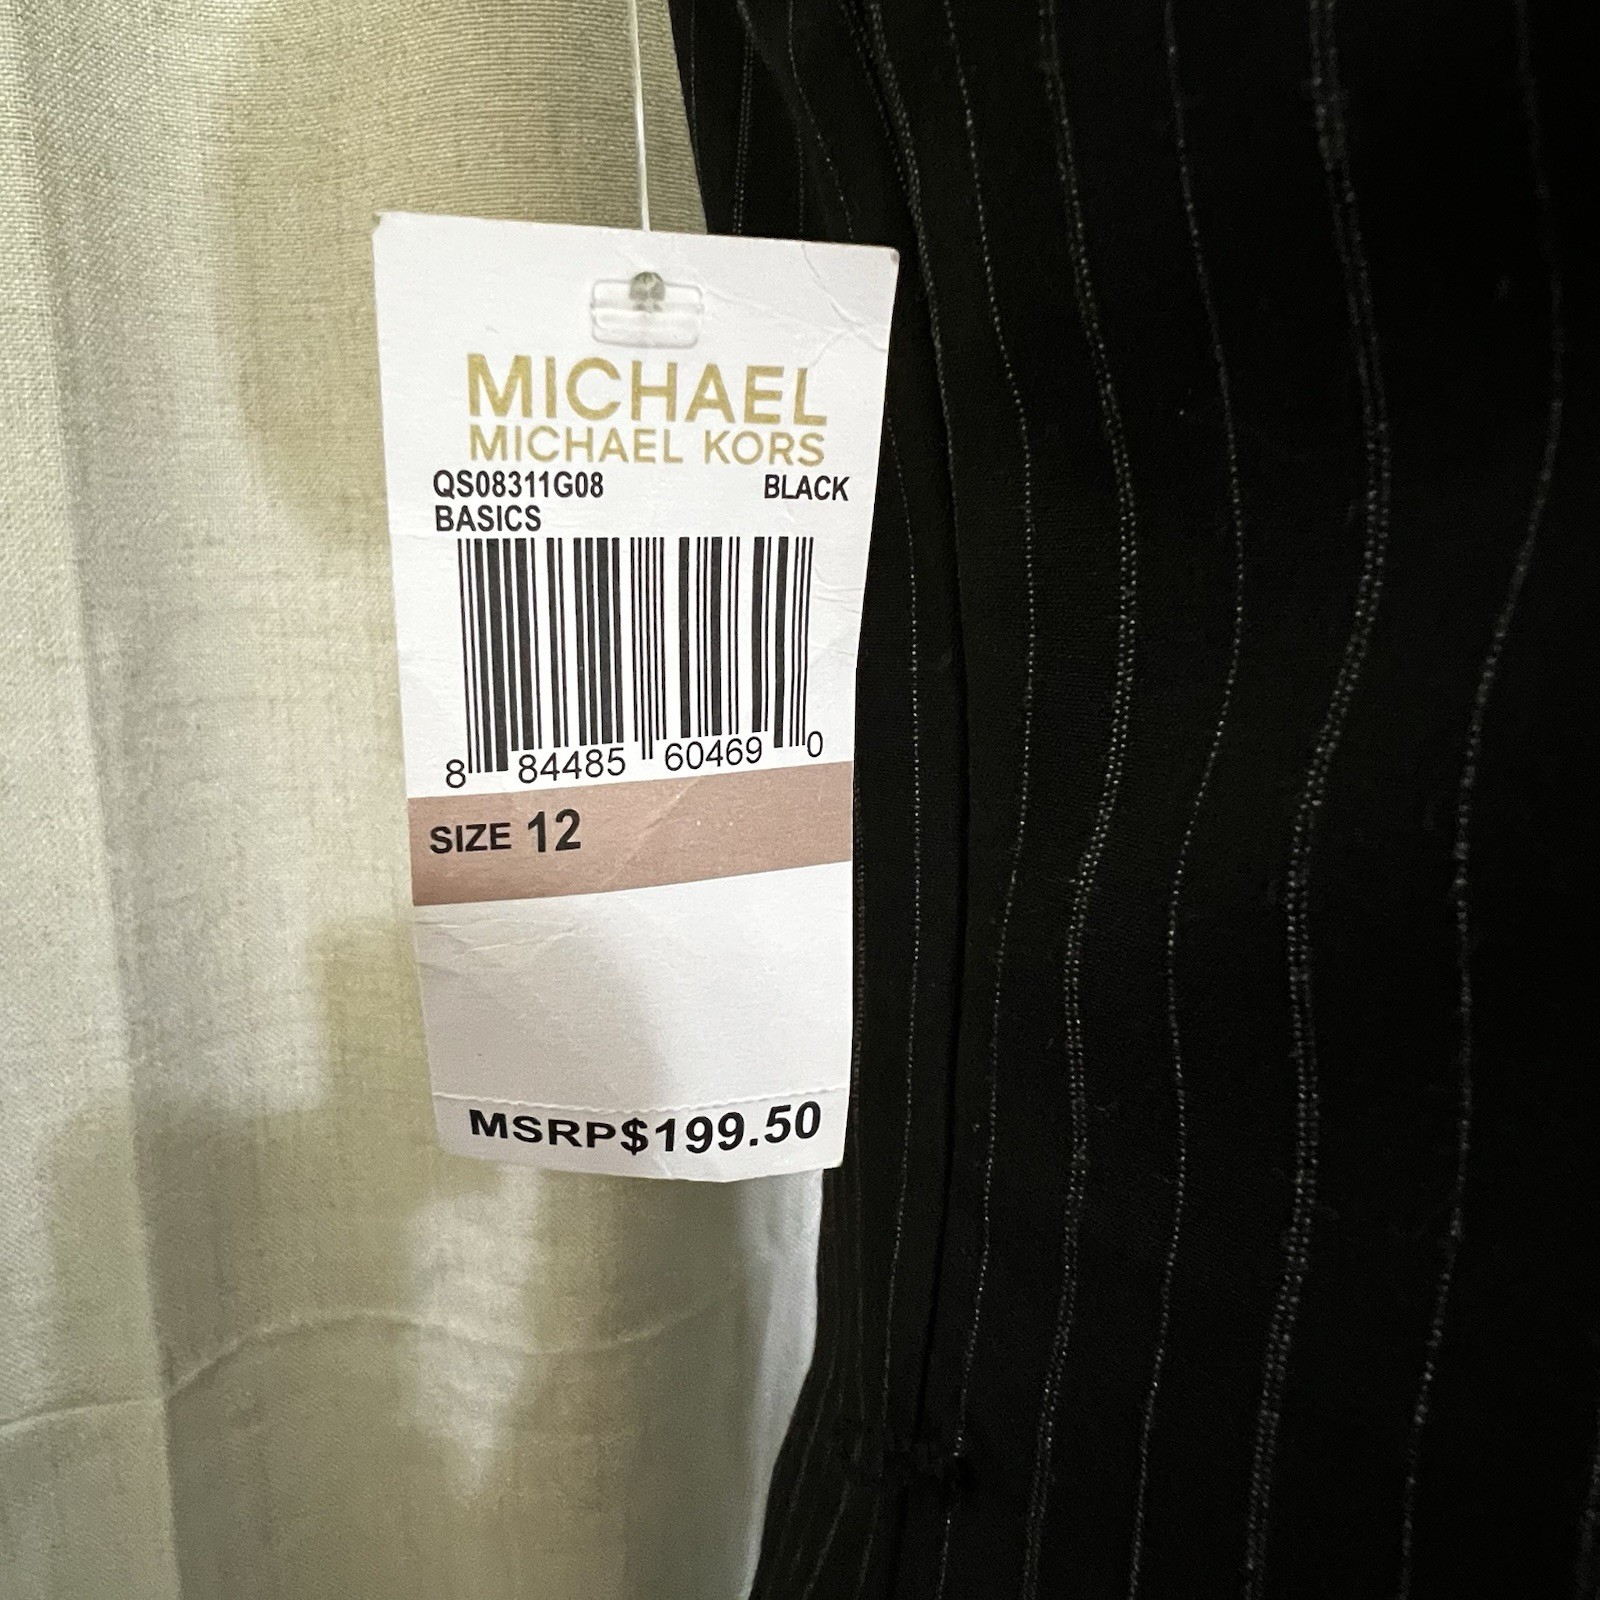 MICHAEL
MICHAEL KORS
QS08311G08 BLACK
BASICS
8 84485 60469 0
SIZE 12
MSRP$199.50